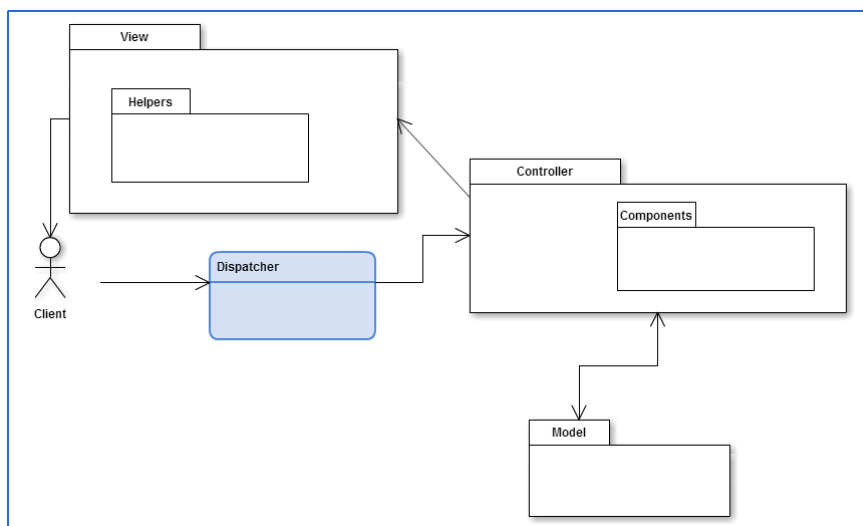 View
Helpers
Controller
Components
Dispatcher
Client
Model